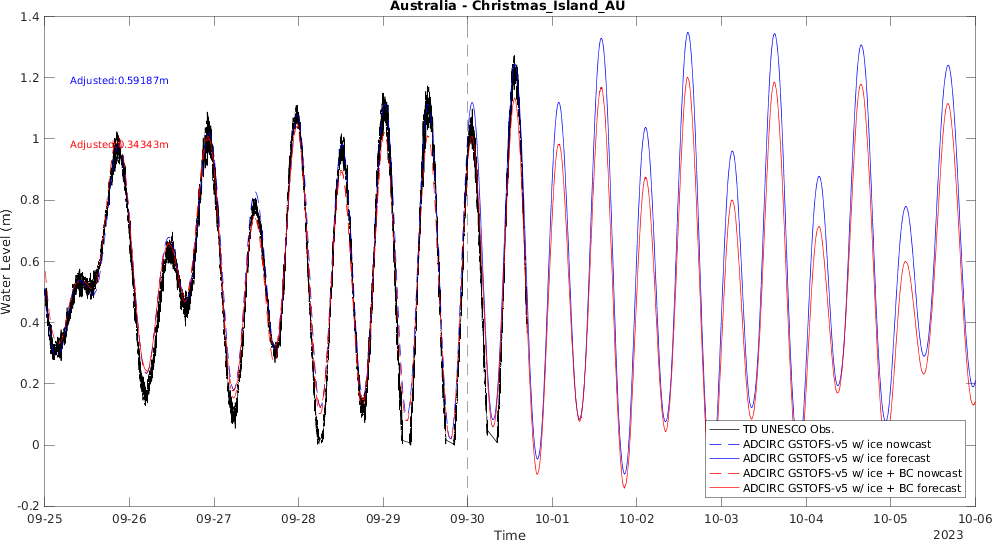 Australia - Christmas_Island_AU
Water Level (m)
1.4
1.2
1
0.8
0.6
0.4
0.2
0
-0.2
Adjusted:0.59187m
Adjusted:0.34343m
TD UNESCO Obs.
ADCIRC GSTOFS-v5 w/ ice nowcast
ADCIRC GSTOFS-v5 w/ ice forecast
ADCIRC GSTOFS-v5 w/ ice + BC nowcast
ADCIRC GSTOFS-v5 w/ ice + BC forecast
09-25 09-26 09-27 09-28 09-29 09-30 10-01 10-02 10-03 10-04 10-05 10-06
Time
2023